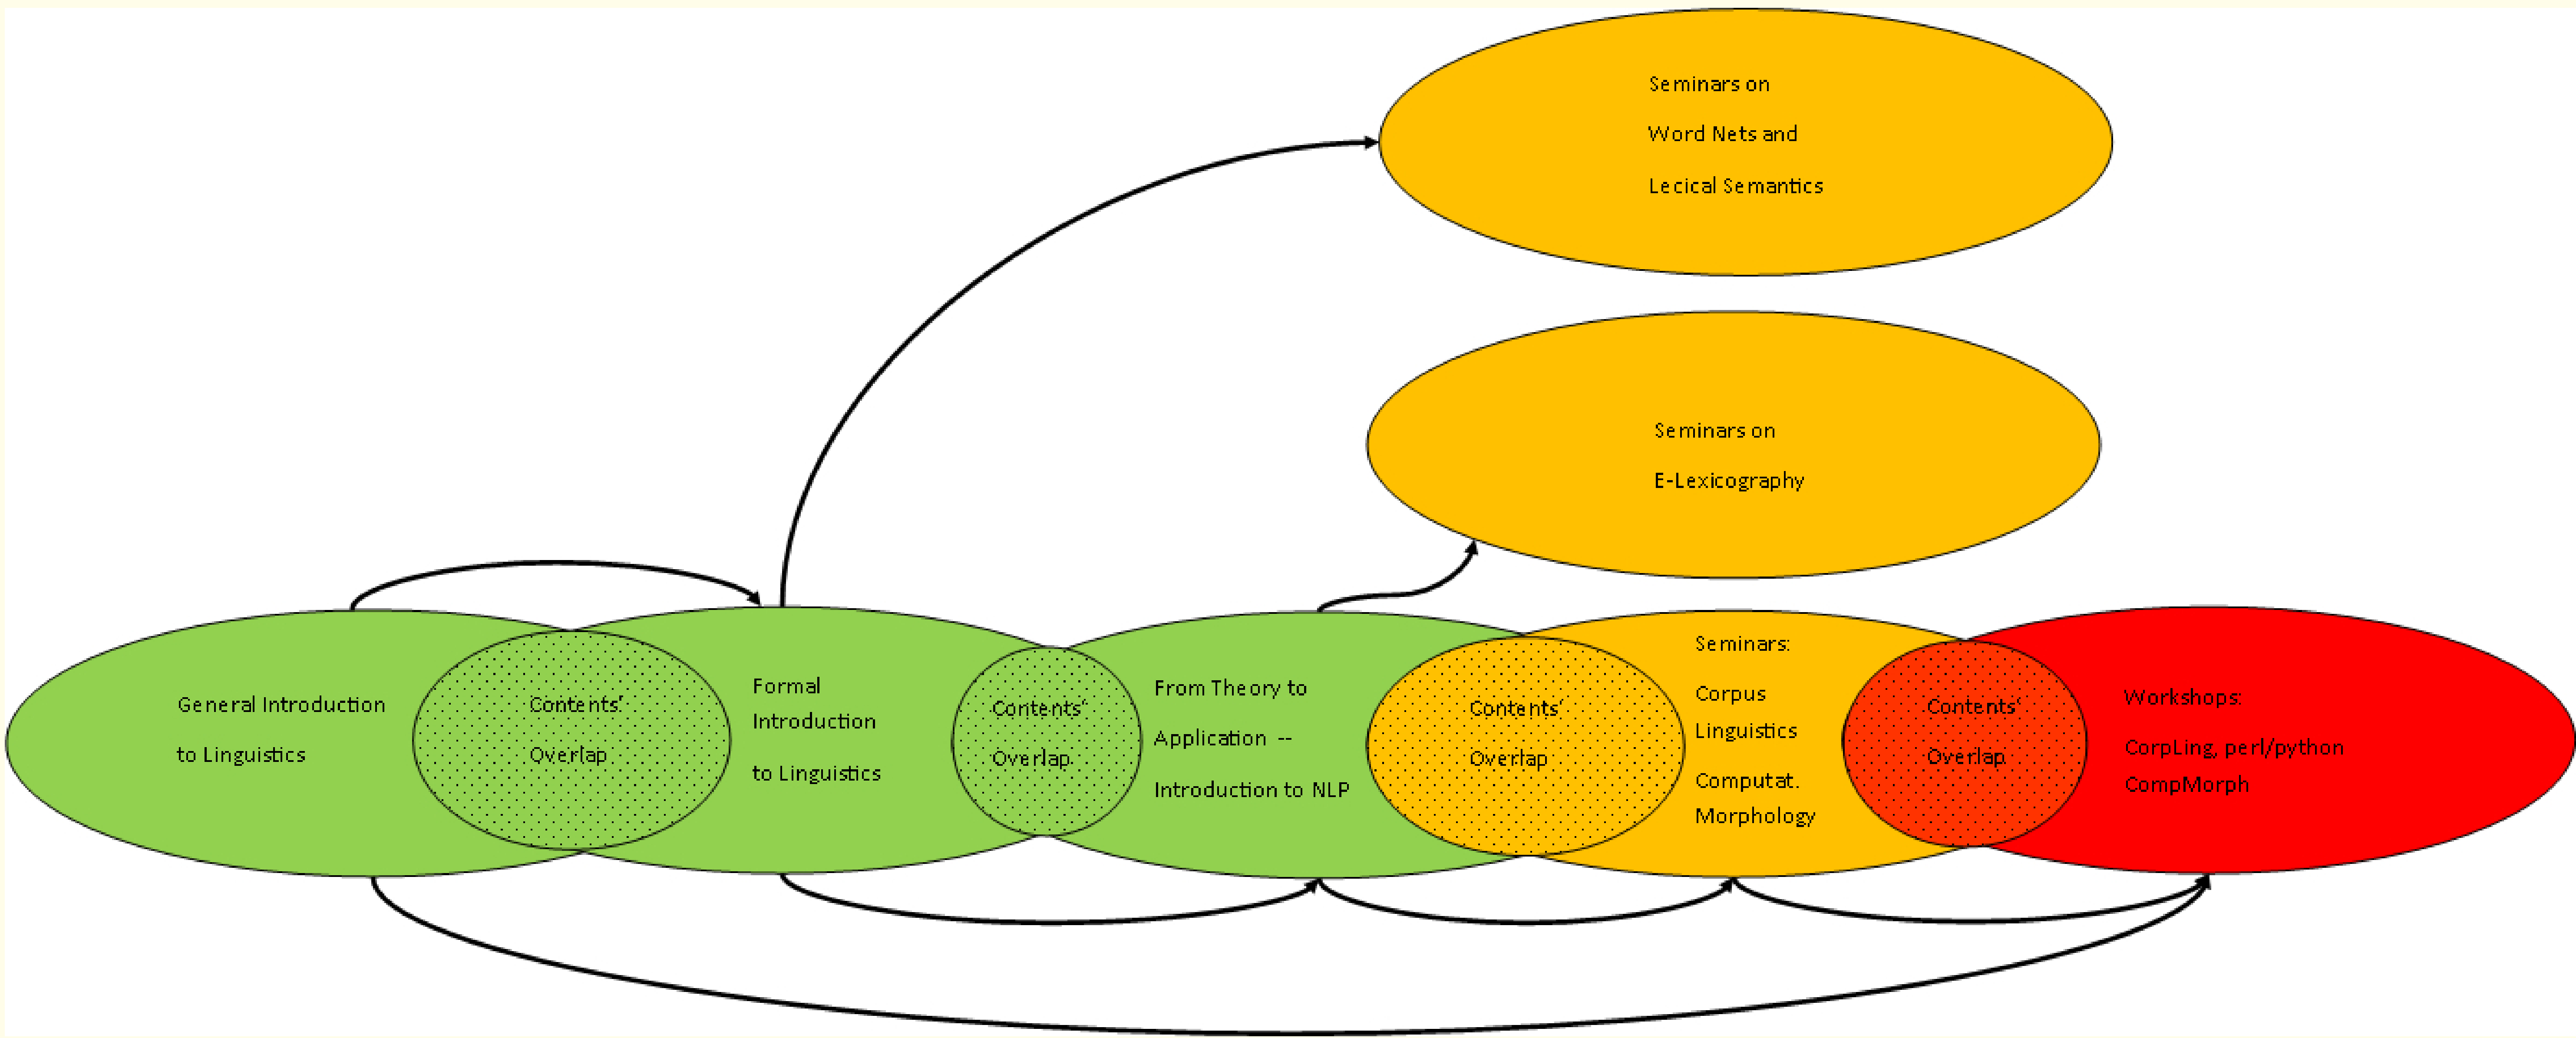 Seminars on
Word Nets and
Lecical Semantics
Seminars on
E-Lexicography
General Introduction
to Linguistics
Contents'
Overlap
Formal
Introduction
to Linguistics
Contents'
Overlap
From Theory to
Application --
Introduction to NLP
Contents'
Overlap
Seminars:
Corpus
Linguistics
Computat.
Morphology
Contents'
Overlap
Workshops:
CorpLing, perl/python
CompMorph